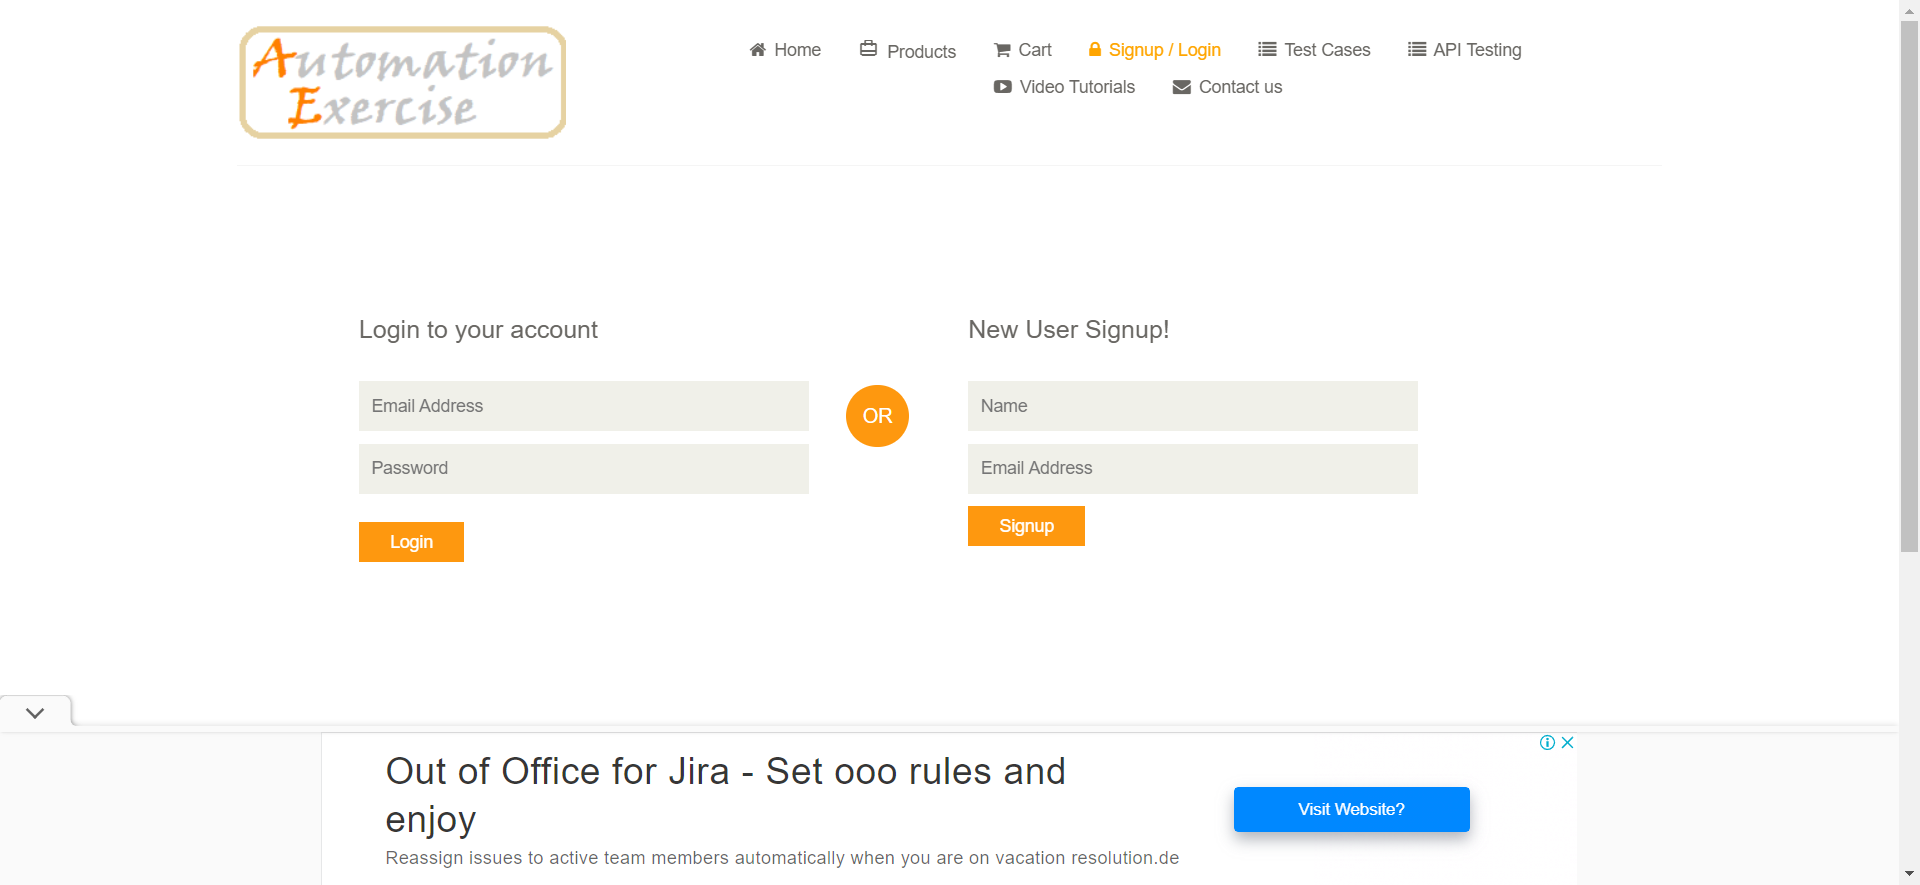 Automation
Exercise
Home
Products
Cart
Signup / Login
Test Cases
API Testing
Video Tutorials
Contact us
Login to your account
Email Address
Password
Login
OR
New User Signup!
Name
Email Address
Signup
Out of Office for Jira - Set ooo rules and
enjoy
Reassign issues to active team members automatically when you are on vacation resolution.de
Visit Website?